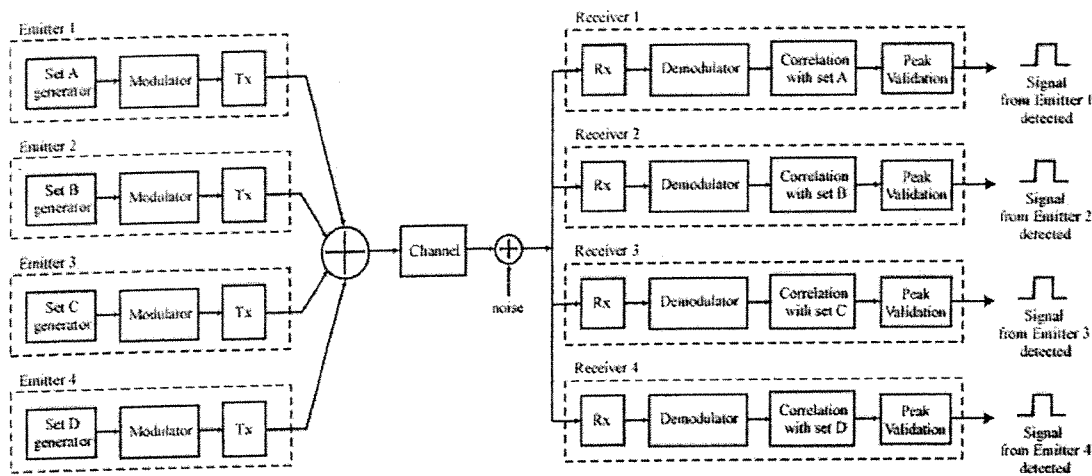 Emitter 1
Set A
generator
Modulator
Tx
Emitter 2
Set B
generator
Modulator
Tx
Emitter 3
Set C
generator
Modulator
Tx
Emitter 4
Set D
generator
Modulator
Tx
Channel
noise
Receiver 1
Rx
Demodulator
Correlation
with set A
Peak
Validation
Signal
from Emitter 1
detected
Receiver 2
Rx
Demodulator
Correlation
with set B
Peak
Validation
Signal
from Emitter 2
detected
Receiver 3
Rx
Demodulator
Correlation
with set C
Peak
Validation
Signal
from Emitter 3
detected
Receiver 4
Rx
Demodulator
Correlation
with set D
Peak
Validation
Signal
from Emitter 4
detected